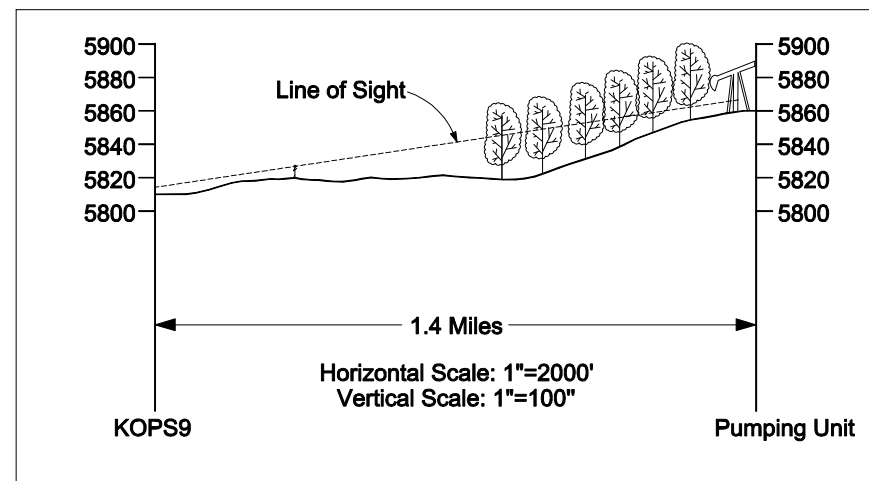 5900
5880
5860
5840
5820
5800
Line of Sight
5900
5880
5860
5840
5820
5800
1.4 Miles
Horizontal Scale: 1"=2000'
Vertical Scale: 1"=100"
KOPS9
Pumping Unit